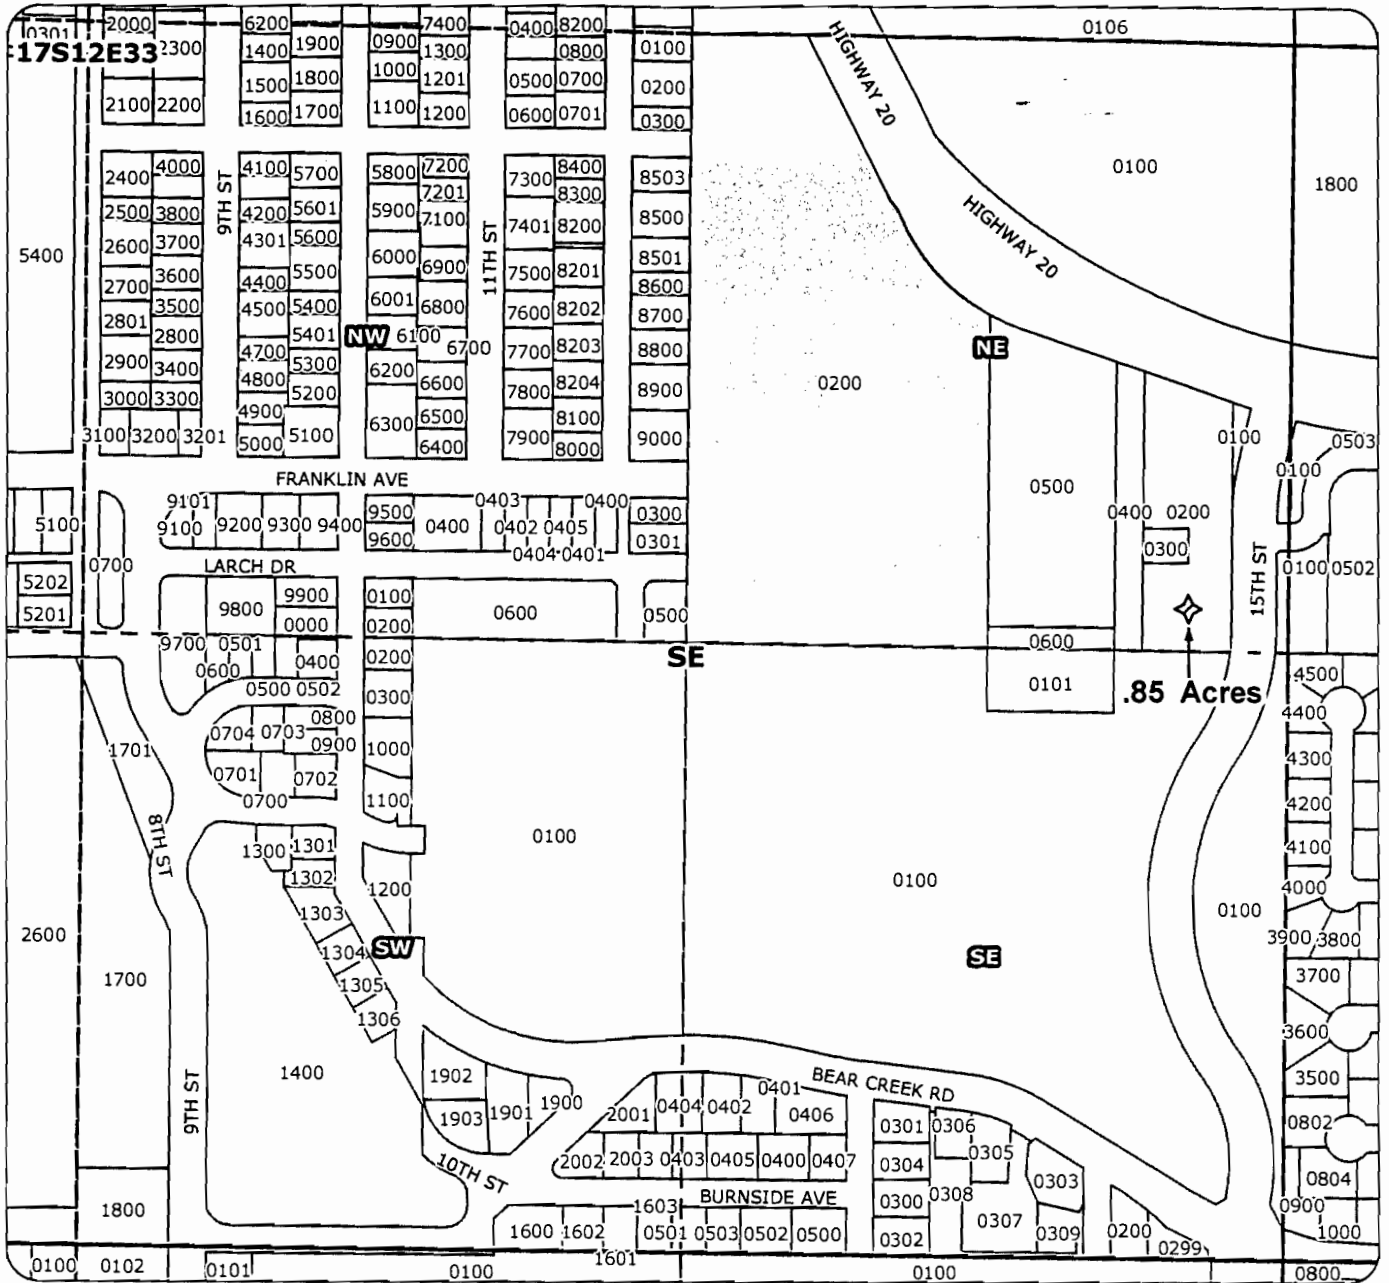 0301 2000 6200 7400 0400 8200 0106
17S12E33 2300 1400 1900 0900 1300 0800 0100
1500 1800 1000 1201 0500 0700 0200
2100 2200 1600 1700 1100 1200 0600 0701 0300
HIGHWAY 20
HIGHWAY 20
0100 1800
2400 4000 4100 5700 5800 7200 7300 8400 8503
7201 8300
2500 3800 4200 5601 5900 7100 7401 8200 8500
2600 3700 4301 5600 6000 6900 8501
5400
2700 3600 4400 5500 7500 8201 8600
2801 3500 4500 5400 6001 6800 7600 8202 8700
2800 5401 NW 6100 6700 7700 8203 8800
2900 3400 4700 5300 6200 6600 7800 8204 8900
4800 5200
3000 3300 4900 6300 6500 8100
3100 3200 3201 5000 5100 6400 7900 8000 9000
9TH ST
11TH ST
NE
0200
0500
0100 0503
0100
0400 0200
0300
0100 0502
15TH ST
FRANKLIN AVE
5100 9101 9100 9200 9300 9400 9500 0400 0403 0402 0405 0400 0300
9600 0404 0401 0301
0700 LARCH DR
5202 9800 9900 0100 0600 0500
5201 0000 0200
9700 0501 0400 0200 SE 0600
0600
0500 0502 0300 0101 .85 Acres 4500
4400
0704 0703 0800
0900 1000
1701 0701 0702 4300
0700 1100 4200
8TH ST
1300 1301 0100 4100
1302 1200 0100 4000
1303 0100
2600 1304 SW SE 3900 3800
1700 1305 3700
1306 3600
9TH ST
1400 1902 BEAR CREEK RD 3500
1903 1901 1900 2001 0404 0402 0401 0406 0301 0306 0802
0305
10TH ST 2002 2003 0403 0405 0400 0407 0304 0303 0804
BURNSIDE AVE 0300 0308
1800 1603 0307 0900
1600 1602 0501 0503 0502 0500 0302 0309 0200 0299 1000
0100 0102 0101 0100 1601 0100 0800